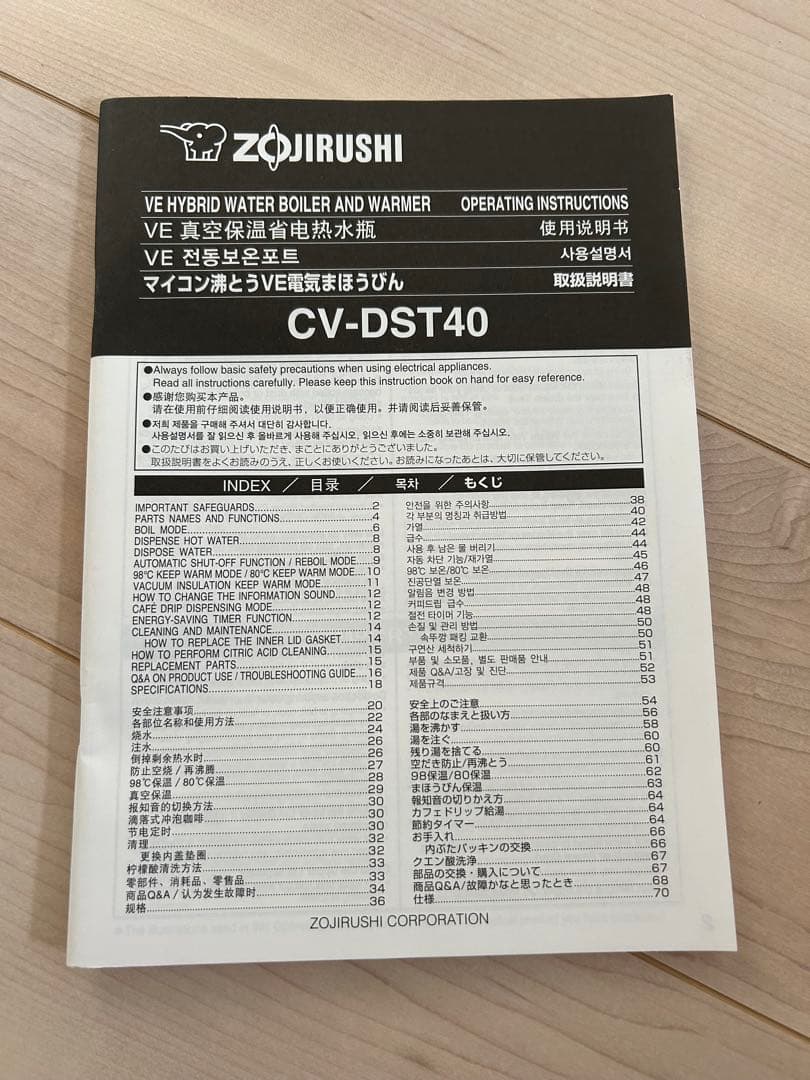 ZOJIRUSHI
VE HYBRID WATER BOILER AND WARMER OPERATING INSTRUCTIONS
VE 真空保温省电热水瓶 使用说明书
VE 전동보온포트 사용설명서
マイコン沸とうVE電気まほうびん 取扱説明書
CV-DST40
●Always follow basic safety precautions when using electrical appliances.
Read all instructions carefully. Please keep this instruction book on hand for easy reference.
●感谢您购买本产品。
请在使用前仔细阅读使用说明书，以便正确使用。并请阅读后妥善保管。
●저희 제품을 구매해 주셔서 대단히 감사합니다.
사용설명서를 잘 읽으신 후 올바르게 사용해 주십시오. 읽으신 후에는 소중히 보관해 주십시오.
●このたびはお買い上げいただき、まことにありがとうございました。
取扱説明書をよくお読みのうえ、正しくお使いください。お読みになったあとは、大切に保管してください。
INDEX ／ 目录 ／ 목차 ／ もくじ
IMPORTANT SAFEGUARDS.....2
PARTS NAMES AND FUNCTIONS.....4
BOIL MODE.....6
DISPENSE HOT WATER.....8
DISPOSE WATER.....8
AUTOMATIC SHUT-OFF FUNCTION / REBOIL MODE.....9
98°C KEEP WARM MODE / 80°C KEEP WARM MODE.....10
VACUUM INSULATION KEEP WARM MODE.....11
HOW TO CHANGE THE INFORMATION SOUND.....12
CAFÉ DRIP DISPENSING MODE.....12
ENERGY-SAVING TIMER FUNCTION.....12
CLEANING AND MAINTENANCE.....14
HOW TO REPLACE THE INNER LID GASKET.....14
HOW TO PERFORM CITRIC ACID CLEANING.....15
REPLACEMENT PARTS.....15
Q&A ON PRODUCT USE / TROUBLESHOOTING GUIDE.....16
SPECIFICATIONS.....18
안전을 위한 주의사항.....38
각 부분의 명칭과 취급방법.....40
가열.....42
급수.....44
사용 후 남은 물 버리기.....44
자동 차단 기능/재가열.....45
98℃ 보온/80℃ 보온.....46
진공단열 보온.....47
알림음 변경 방법.....48
커피드립 급수.....48
절전 타이머 기능.....48
손질 및 관리 방법.....50
속뚜껑 패킹 교환.....50
구연산 세척하기.....51
부품 및 소모품, 별도 판매품 안내.....51
제품 Q&A/고장 및 진단.....52
제품규격.....53
安全注意事项.....20
各部位名称和使用方法.....22
烧水.....24
注水.....26
倒掉剩余热水时.....26
防止空烧 / 再沸腾.....27
98℃保温 / 80℃保温.....28
真空保温.....29
报知音的切换方法.....30
滴落式冲泡咖啡.....30
节电定时.....30
清理.....32
更换内盖垫圈.....32
柠檬酸清洗方法.....33
零部件、消耗品、零售品.....33
商品Q&A / 认为发生故障时.....34
规格.....36
安全上のご注意.....54
各部のなまえと扱い方.....56
湯を沸かす.....58
湯を注ぐ.....60
残り湯を捨てる.....60
空だき防止/再沸とう.....61
98保温/80保温.....62
まほうびん保温.....63
報知音の切りかえ方.....64
カフェドリップ給湯.....64
節約タイマー.....64
お手入れ.....66
内ぶたパッキンの交換.....66
クエン酸洗浄.....67
部品の交換・購入について.....67
商品Q&A/故障かなと思ったとき.....68
仕様.....70
ZOJIRUSHI CORPORATION